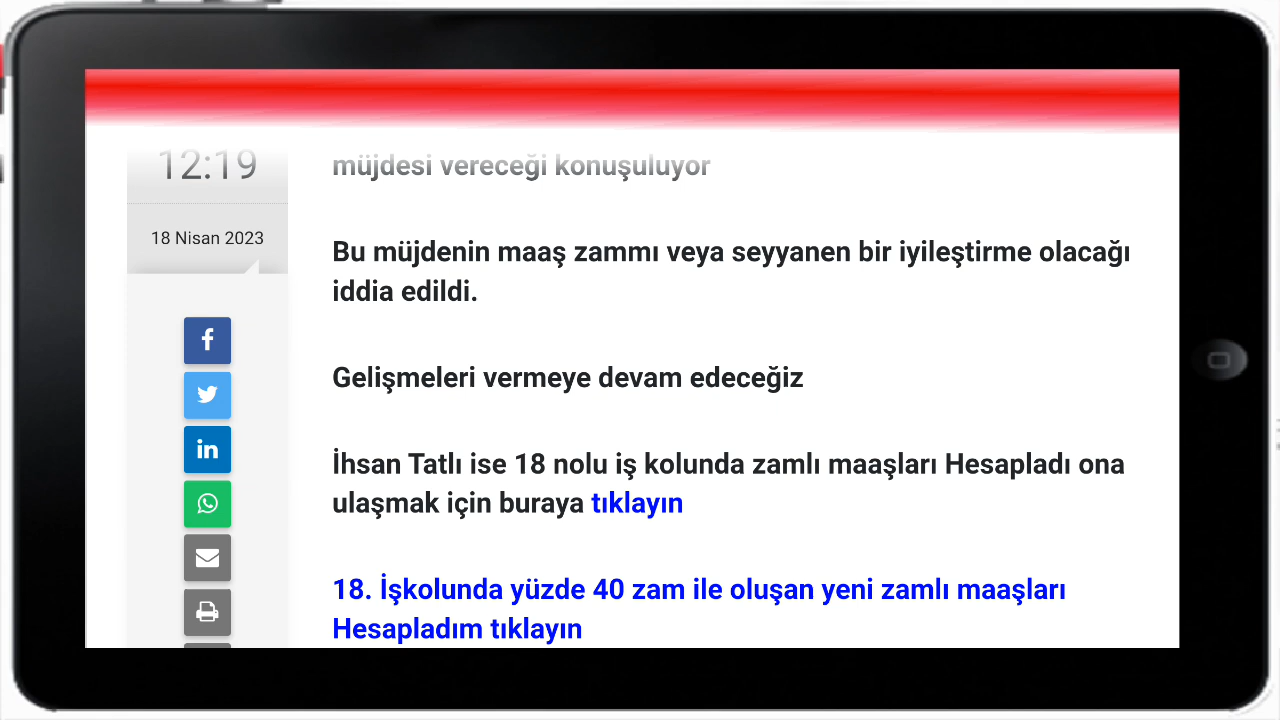 12:19
18 Nisan 2023
müjdesi vereceği konuşuluyor
Bu müjdenin maaş zammı veya seyyanen bir iyileştirme olacağı
iddia edildi.
Gelişmeleri vermeye devam edeceğiz
İhsan Tatlı ise 18 nolu iş kolunda zamlı maaşları Hesapladı ona
ulaşmak için buraya tıklayın
18. İşkolunda yüzde 40 zam ile oluşan yeni zamlı maaşları
Hesapladım tıklayın